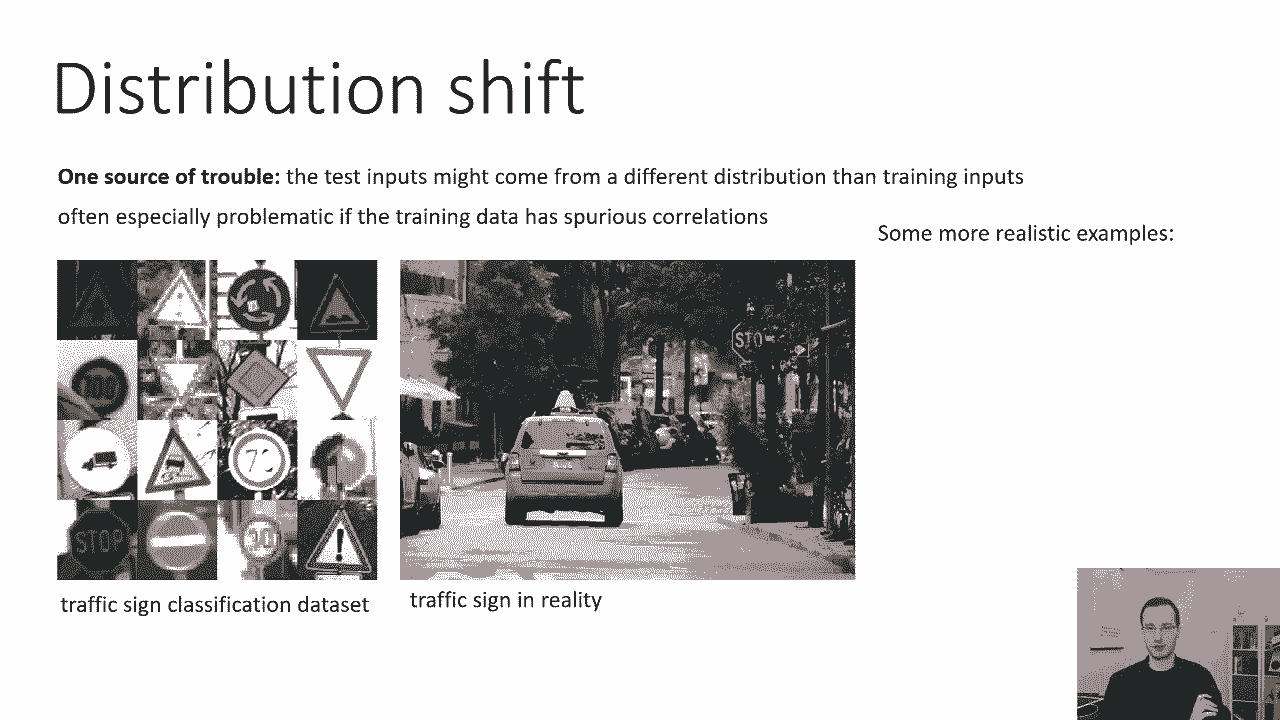 Distribution shift
One source of trouble: the test inputs might come from a different distribution than training inputs
often especially problematic if the training data has spurious correlations
Some more realistic examples:
STOP
STO
traffic sign classification dataset
traffic sign in reality